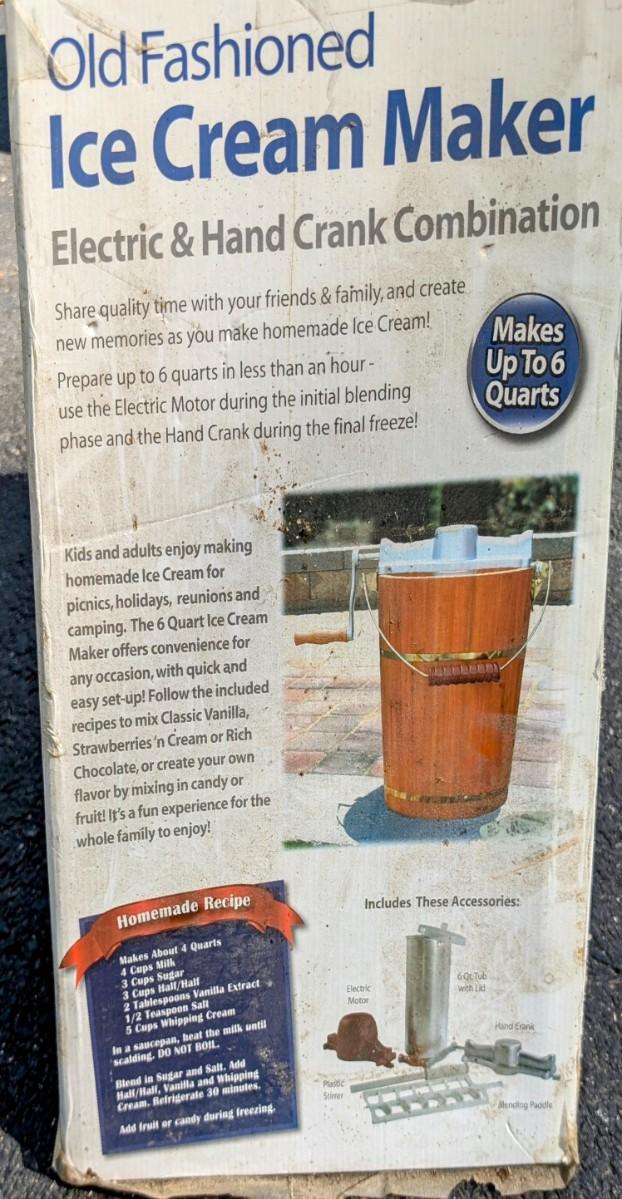 Old Fashioned
Ice Cream Maker
Electric & Hand Crank Combination
Share quality time with your friends & family, and create
new memories as you make homemade Ice Cream!
Prepare up to 6 quarts in less than an hour -
use the Electric Motor during the initial blending
phase and the Hand Crank during the final freeze!
Makes
Up To 6
Quarts
Kids and adults enjoy making
homemade Ice Cream for
picnics, holidays, reunions and
camping. The 6 Quart Ice Cream
Maker offers convenience for
any occasion, with quick and
easy set-up! Follow the included
recipes to mix Classic Vanilla,
Strawberries 'n Cream or Rich
Chocolate, or create your own
flavor by mixing in candy or
fruit! It's a fun experience for the
whole family to enjoy!
Homemade Recipe
Makes About 4 Quarts
4 Cups Milk
3 Cups Sugar
3 Cups Half/Half
2 Tablespoons Vanilla Extract
1/2 Teaspoon Salt
5 Cups Whipping Cream
In a saucepan, heat the milk until
scalding. DO NOT BOIL.
Blend in Sugar and Salt. Add
Half/Half, Vanilla and Whipping
Cream. Refrigerate 30 minutes.
Add fruit or candy during freezing.
Includes These Accessories:
6-Qt. Tub
with Lid
Electric
Motor
Hand Crank
Plastic
Stirrer
Blending Paddle